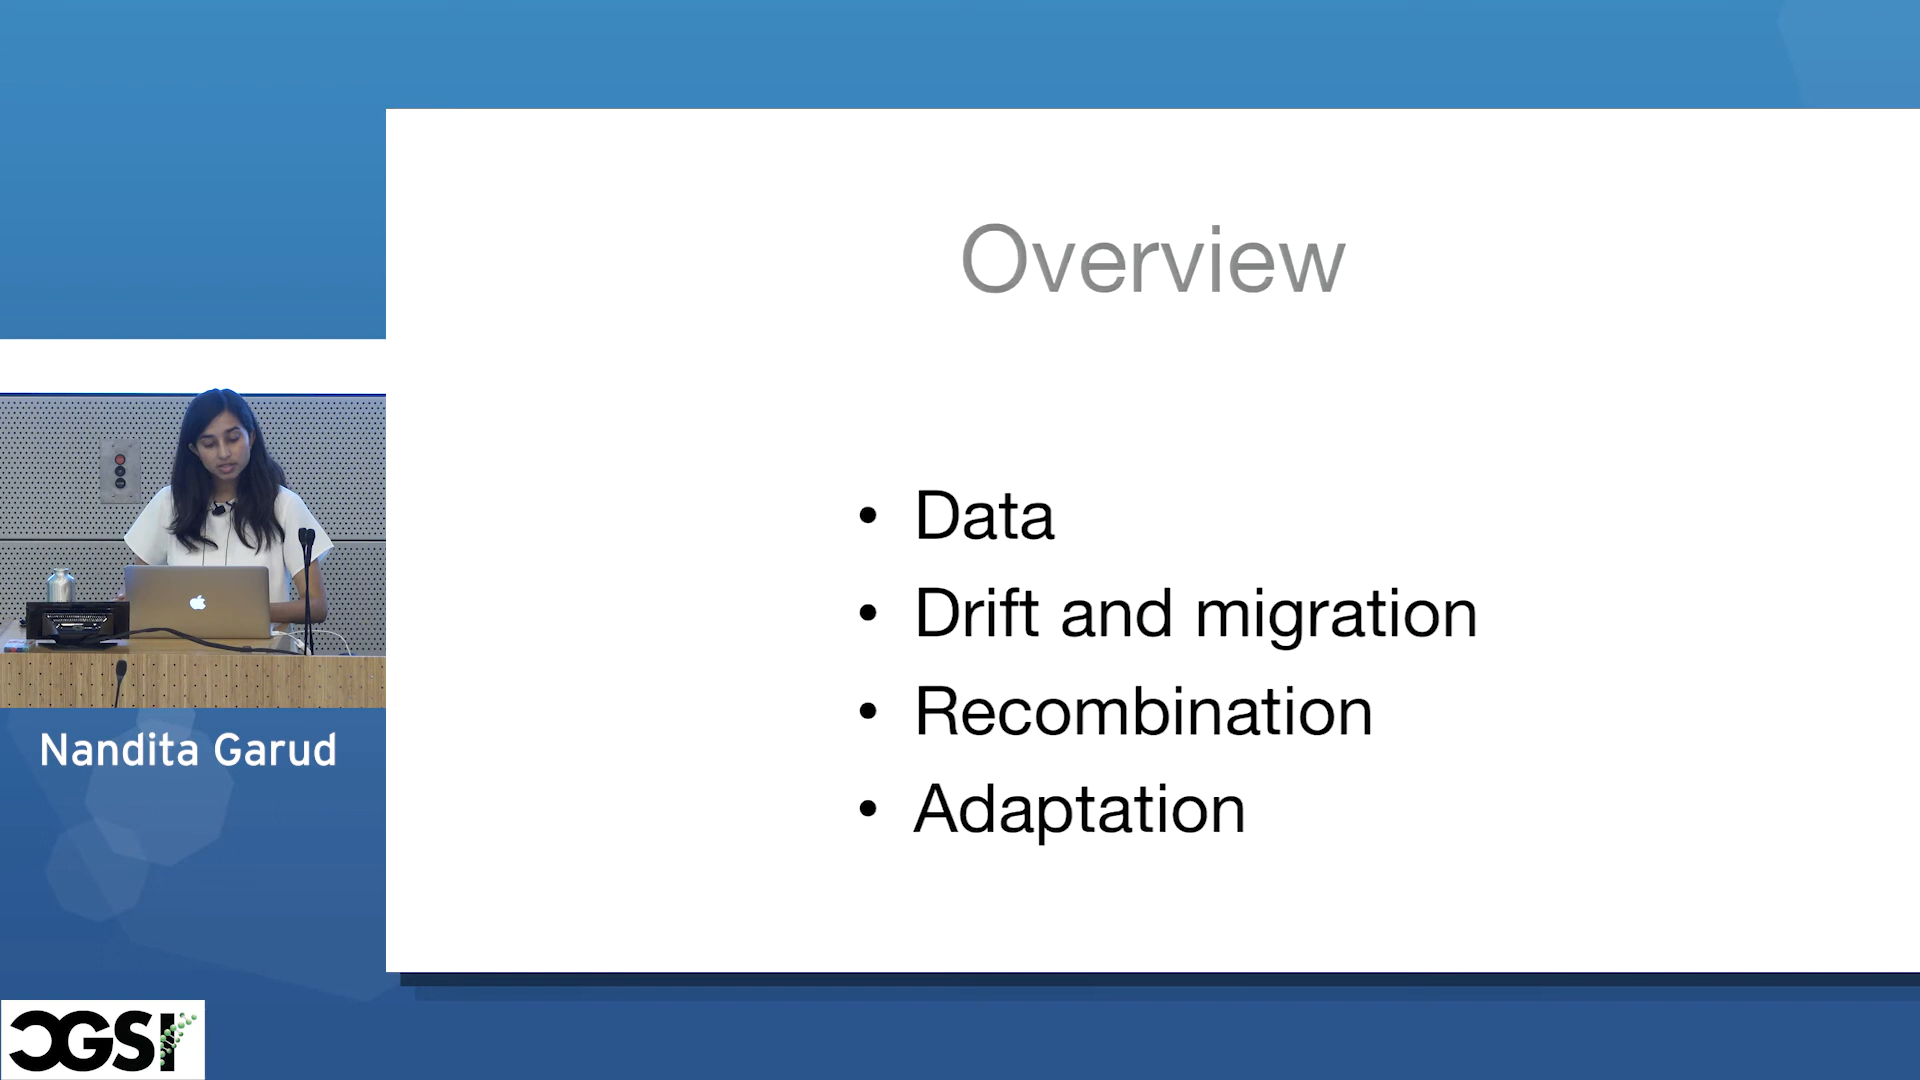 Overview
• Data
• Drift and migration
• Recombination
• Adaptation
Nandita Garud
CGSI